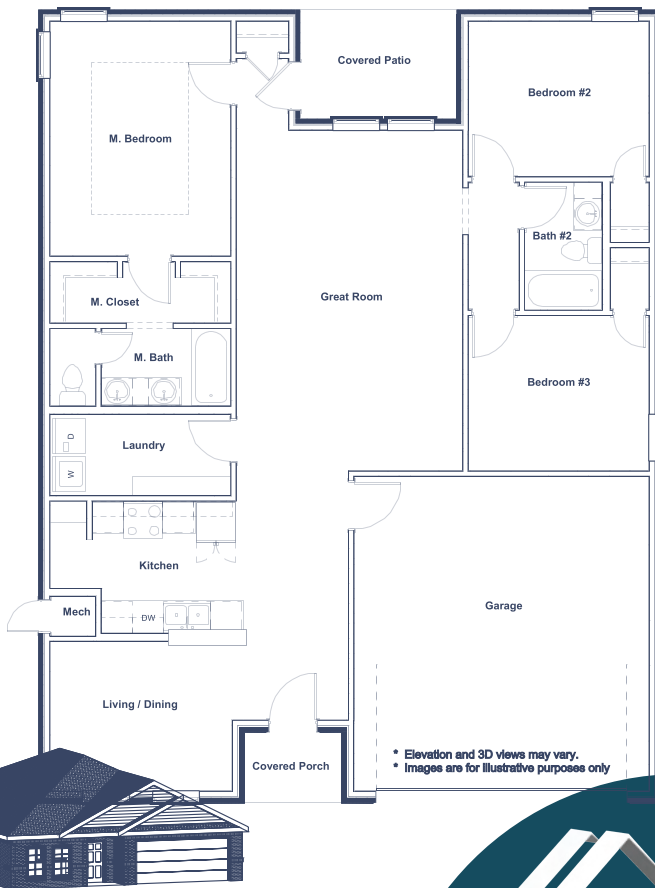 Covered Patio
Bedroom #2
M. Bedroom
Bath #2
M. Closet
Great Room
M. Bath
Bedroom #3
D
Laundry
W
Kitchen
Garage
Mech
DW
Living / Dining
* Elevation and 3D views may vary.
Covered Porch
* Images are for illustrative purposes only